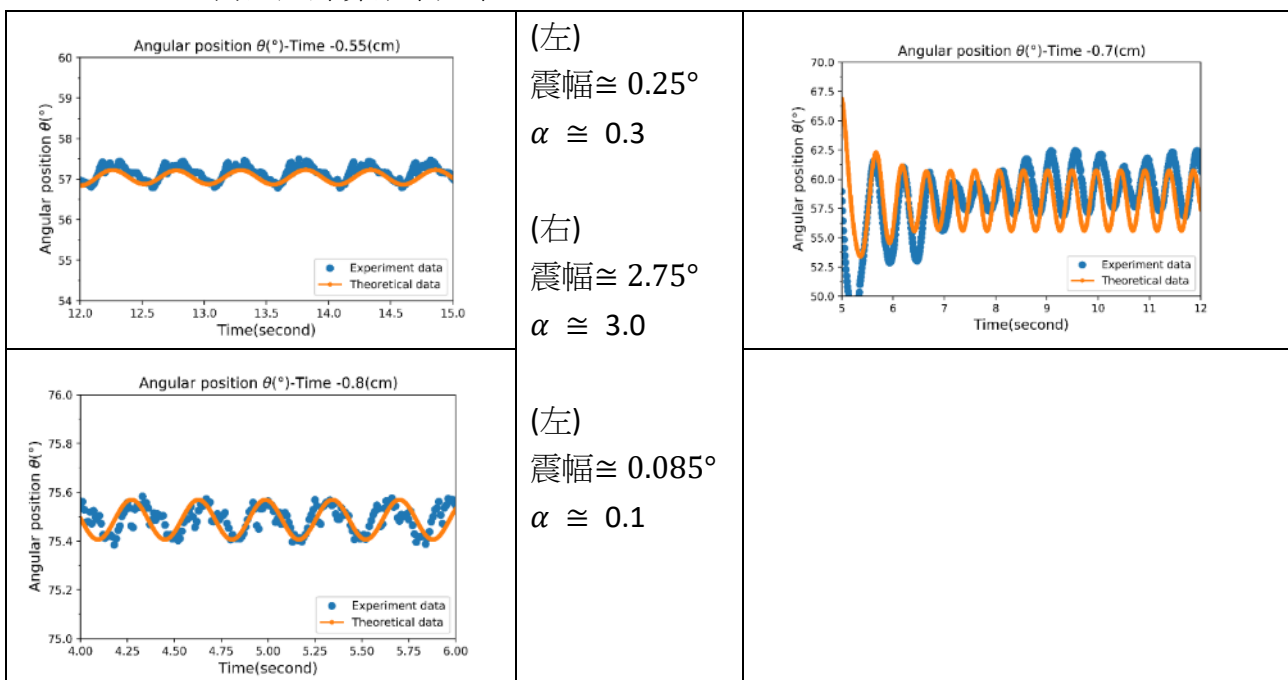 Angular position θ(°)-Time -0.55(cm)
60
59
58
57
56
55
54
Angular position θ(°)
Experiment data
Theoretical data
12.0 12.5 13.0 13.5 14.0 14.5 15.0
Time(second)
(左)
震幅≅ 0.25°
α ≅ 0.3
(右)
震幅≅ 2.75°
α ≅ 3.0
(左)
震幅≅ 0.085°
α ≅ 0.1
Angular position θ(°)-Time -0.7(cm)
70.0
67.5
65.0
62.5
60.0
57.5
55.0
52.5
50.0
Angular position θ(°)
Experiment data
Theoretical data
5 6 7 8 9 10 11 12
Time(second)
Angular position θ(°)-Time -0.8(cm)
76.0
75.8
75.6
75.4
75.2
75.0
Angular position θ(°)
Experiment data
Theoretical data
4.00 4.25 4.50 4.75 5.00 5.25 5.50 5.75 6.00
Time(second)